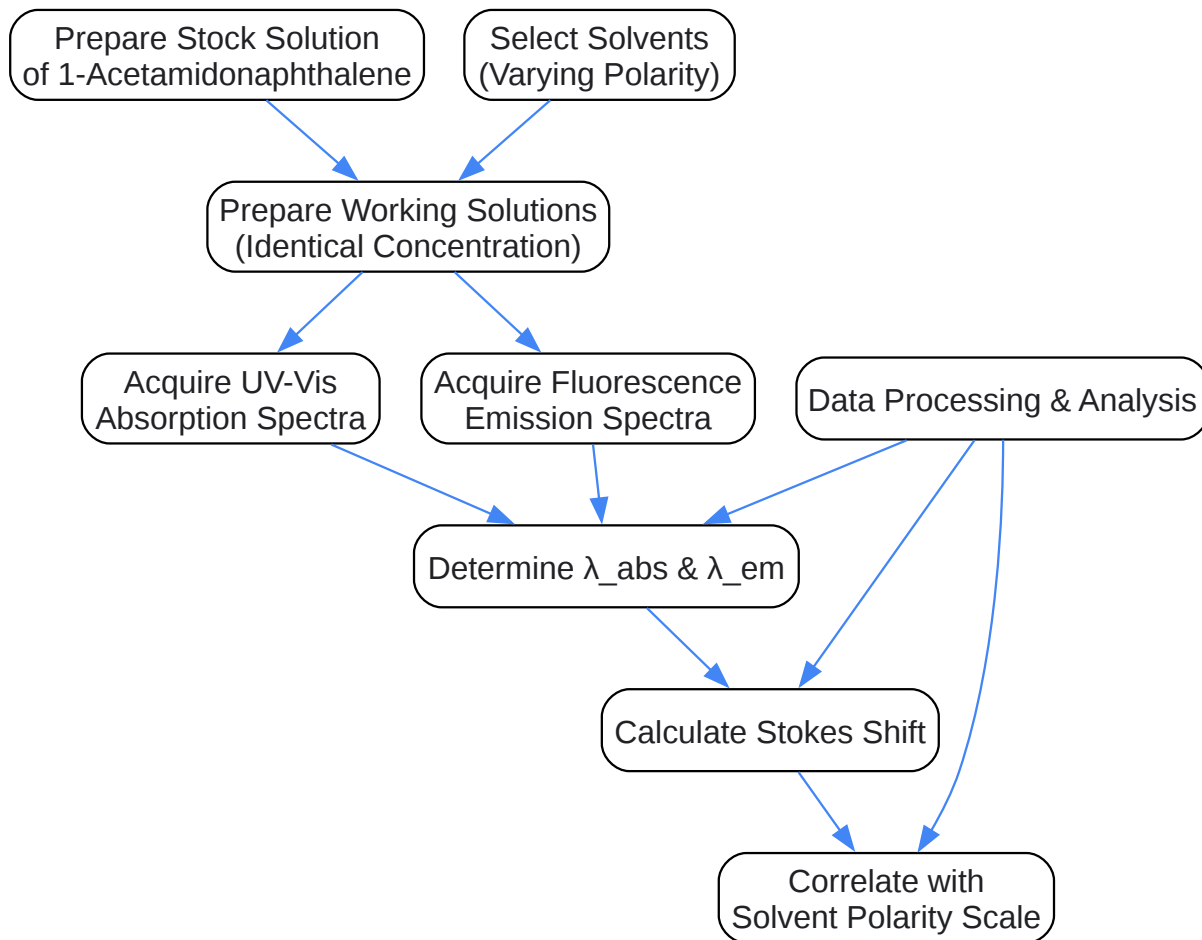 Prepare Stock Solution
of 1-Acetamidonaphthalene
Select Solvents
(Varying Polarity)
Prepare Working Solutions
(Identical Concentration)
Acquire UV-Vis
Absorption Spectra
Acquire Fluorescence
Emission Spectra
Data Processing & Analysis
Determine λ_abs & λ_em
Calculate Stokes Shift
Correlate with
Solvent Polarity Scale